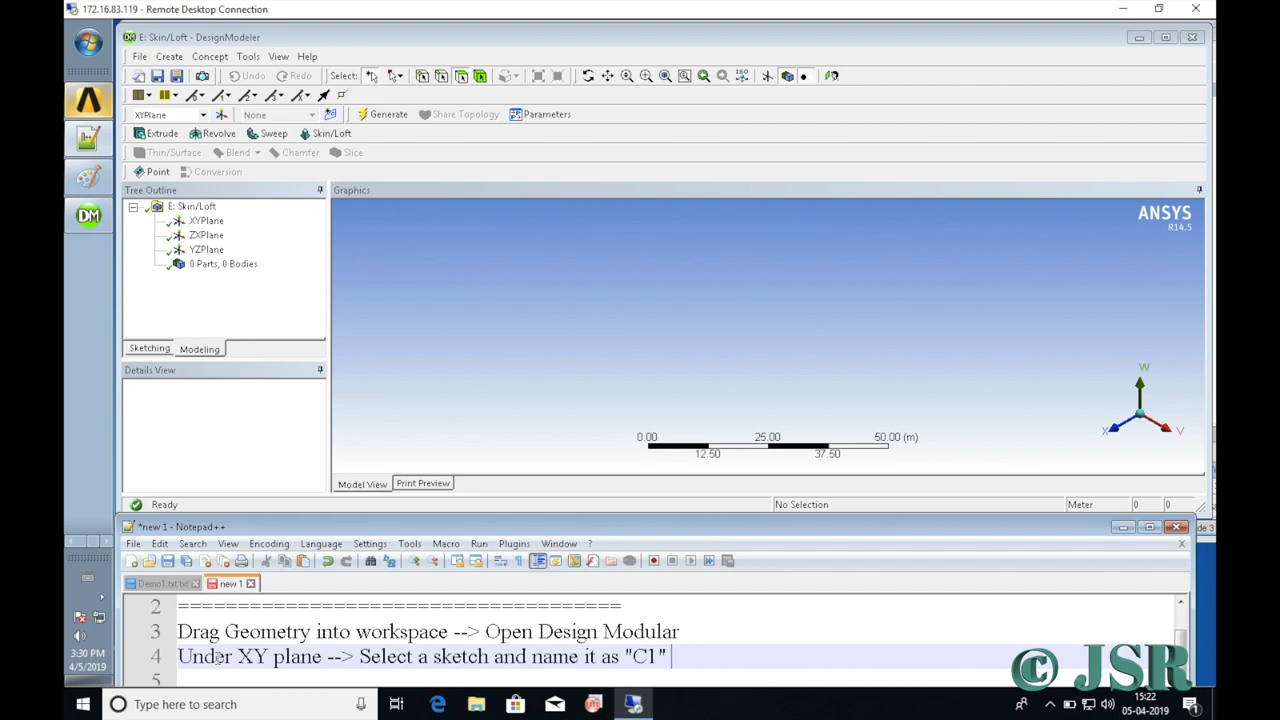 172.16.83.119 - Remote Desktop Connection
E: Skin/Loft - DesignModeler
File Create Concept Tools View Help
Undo Redo Select:
XYPlane None Generate Share Topology Parameters
Extrude Revolve Sweep Skin/Loft
Thin/Surface Blend Chamfer Slice
Point Conversion
Tree Outline
Graphics
E: Skin/Loft
XYPlane
ZXPlane
YZPlane
0 Parts, 0 Bodies
ANSYS
R14.5
Sketching Modeling
Details View
W
X Y
0.00 25.00 50.00 (m)
12.50 37.50
Model View Print Preview
Ready No Selection Meter 0 0
*new 1 - Notepad++
File Edit Search View Encoding Language Settings Tools Macro Run Plugins Window ?
X
Demo1.txt.txt new 1
2 =====================================
3 Drag Geometry into workspace --> Open Design Modular
4 Under XY plane --> Select a sketch and name it as "C1"
5
3:30 PM
4/5/2019
© JSR
Type here to search
15:22
05-04-2019